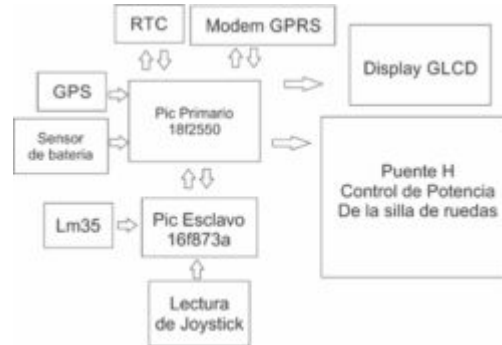 RTC
Modem GPRS
Display GLCD
GPS
Pic Primario
18f2550
Sensor
de bateria
Puente H
Control de Potencia
De la silla de ruedas
Lm35
Pic Esclavo
16f873a
Lectura
de Joystick